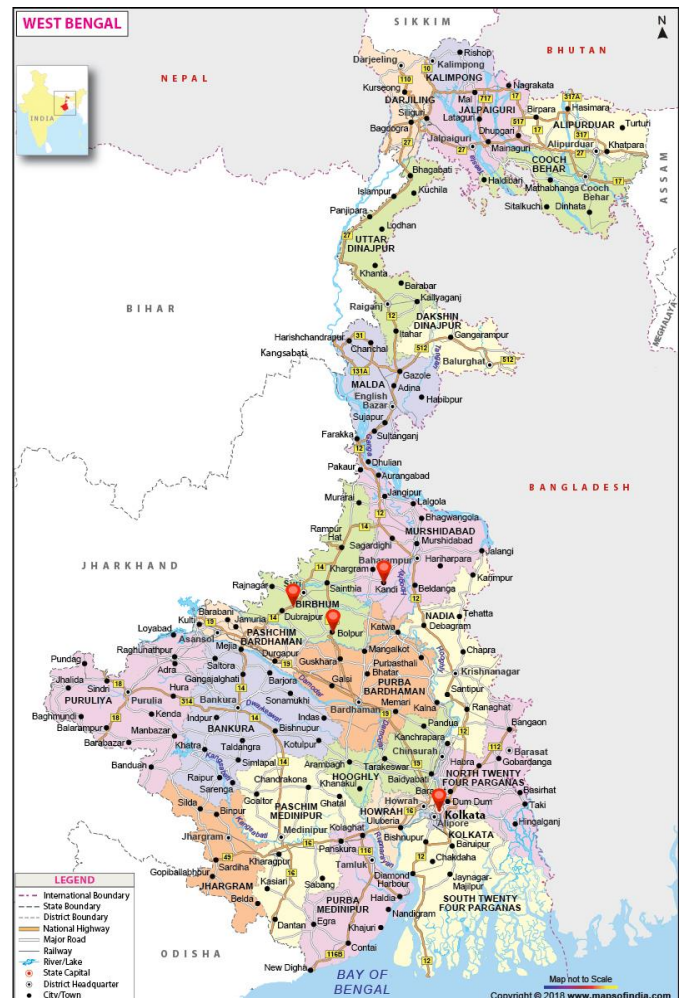 WEST BENGAL
SIKKIM
N
BHUTAN
NEPAL
INDIA
Darjeeling
Kalimpong
Rishop
KALIMPONG
Kurseong
DARJILING
Siliguri
Bagdogra
Mal
JALPAIGURI
Lataguri
Nagrakata
Birpara
Hasimara
ALIPURDUAR
Turturi
Dhupguri
Jalpaiguri
Mainaguri
Alipurduar
Khatpara
COOCH
BEHAR
Haldibari
Mathabhanga
Cooch
Behar
Sitalkuchi
Dinhata
ASSAM
MEGHALAYA
Bhagabati
Islampur
Kuchila
Panjipara
Lodhan
UTTAR
DINAJPUR
Khanta
Barabar
Raiganj
Kaliyaganj
BIHAR
DAKSHIN
DINAJPUR
Itahar
Gangarampur
Harishchandrapur
Chanchal
Kangsabati
Balurghat
Gazole
MALDA
Adina
English
Bazar
Habibpur
Sujapur
Sultanganj
Farakka
Ganga
Dhulian
Pakaur
Aurangabad
BANGLADESH
Murarai
Jangipur
Lalgola
Bhagwangola
Rampur
Hat
MURSHIDABAD
Sagardighi
Murshidabad
Jalangi
JHARKHAND
Baharampur
Khargram
Hariharpara
Karimpur
Rajnagar
Siuri
Sainthia
Kandi
Beldanga
BIRBHUM
Dubrajpur
NADIA
Tehatta
Barabani
Kulti
Jamuria
PASHCHIM
BARDHAMAN
Bolpur
Katwa
Debagram
Loyabad
Asansol
Raghunathpur
Mejia
Durgapur
Guskhara
Mangalkot
Chapra
Pundag
Adra
Saltora
Purbasthali
Bhatar
Krishnanagar
Jhalida
Sindri
Gangajalghati
Barjora
Galsi
PURBA
BARDHAMAN
Santipur
PURULIYA
Hura
Purulia
Sonamukhi
Damodar
Memari
Kalna
Ranaghat
Baghmundi
Kenda
Indpur
Bankura
Indas
Bardhaman
Bangaon
Balarampur
Manbazar
BANKURA
Bishnupur
Pandua
Barabazar
Khatra
Taldangra
Kotulpur
Kanchrapara
Chinsurah
Barasat
Banduan
Simlapal
Arambagh
Tarakeswar
Habra
Gobardanga
Raipur
Sarenga
Chandrakona
HOOGHLY
Khanakul
Baidyabati
NORTH TWENTY
FOUR PARGANAS
Basirhat
Silda
Goaltor
PASCHIM
MEDINIPUR
Ghatal
Howrah
Dum Dum
Taki
Binpur
HOWRAH
Kolkata
Hingalganj
Uluberia
Alipore
Jhargram
Kangsabati
Medinipur
Kolaghat
Bishnupur
KOLKATA
Baruipur
Panskura
Chakdaha
Sardiha
Kharagpur
Tamluk
Gopiballabhpur
Kasiari
Sabang
Diamond
Harbour
Jaynagar-
Majilpur
JHARGRAM
PURBA
MEDINIPUR
Haldia
SOUTH TWENTY
FOUR PARGANAS
Belda
Nandigram
Dantan
Egra
Khajuri
Contai
ODISHA
New Digha
BAY OF
BENGAL
LEGEND
International Boundary
State Boundary
District Boundary
National Highway
Major Road
Railway
River/Lake
State Capital
District Headquarter
City/Town
Map not to Scale
Copyright © 2018 www.mapsofindia.com